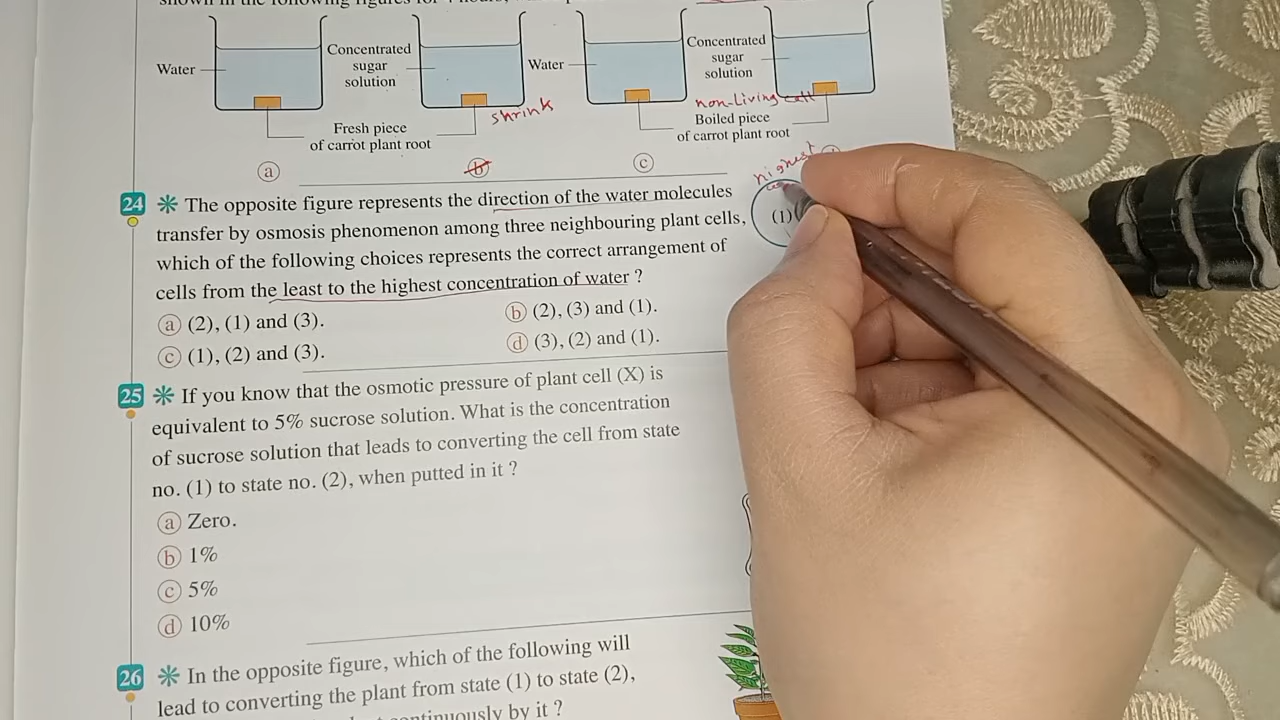 Water
Concentrated
sugar
solution
Water
Concentrated
sugar
solution
shrink
non-Living cell
Fresh piece
of carrot plant root
Boiled piece
of carrot plant root
a
b
c
highest
24 The opposite figure represents the direction of the water molecules
transfer by osmosis phenomenon among three neighbouring plant cells,
which of the following choices represents the correct arrangement of
cells from the least to the highest concentration of water ?
(1)
a (2), (1) and (3).
b (2), (3) and (1).
c (1), (2) and (3).
d (3), (2) and (1).
25 If you know that the osmotic pressure of plant cell (X) is
equivalent to 5% sucrose solution. What is the concentration
of sucrose solution that leads to converting the cell from state
no. (1) to state no. (2), when putted in it ?
a Zero.
b 1%
c 5%
d 10%
26 In the opposite figure, which of the following will
lead to converting the plant from state (1) to state (2),
continuously by it ?